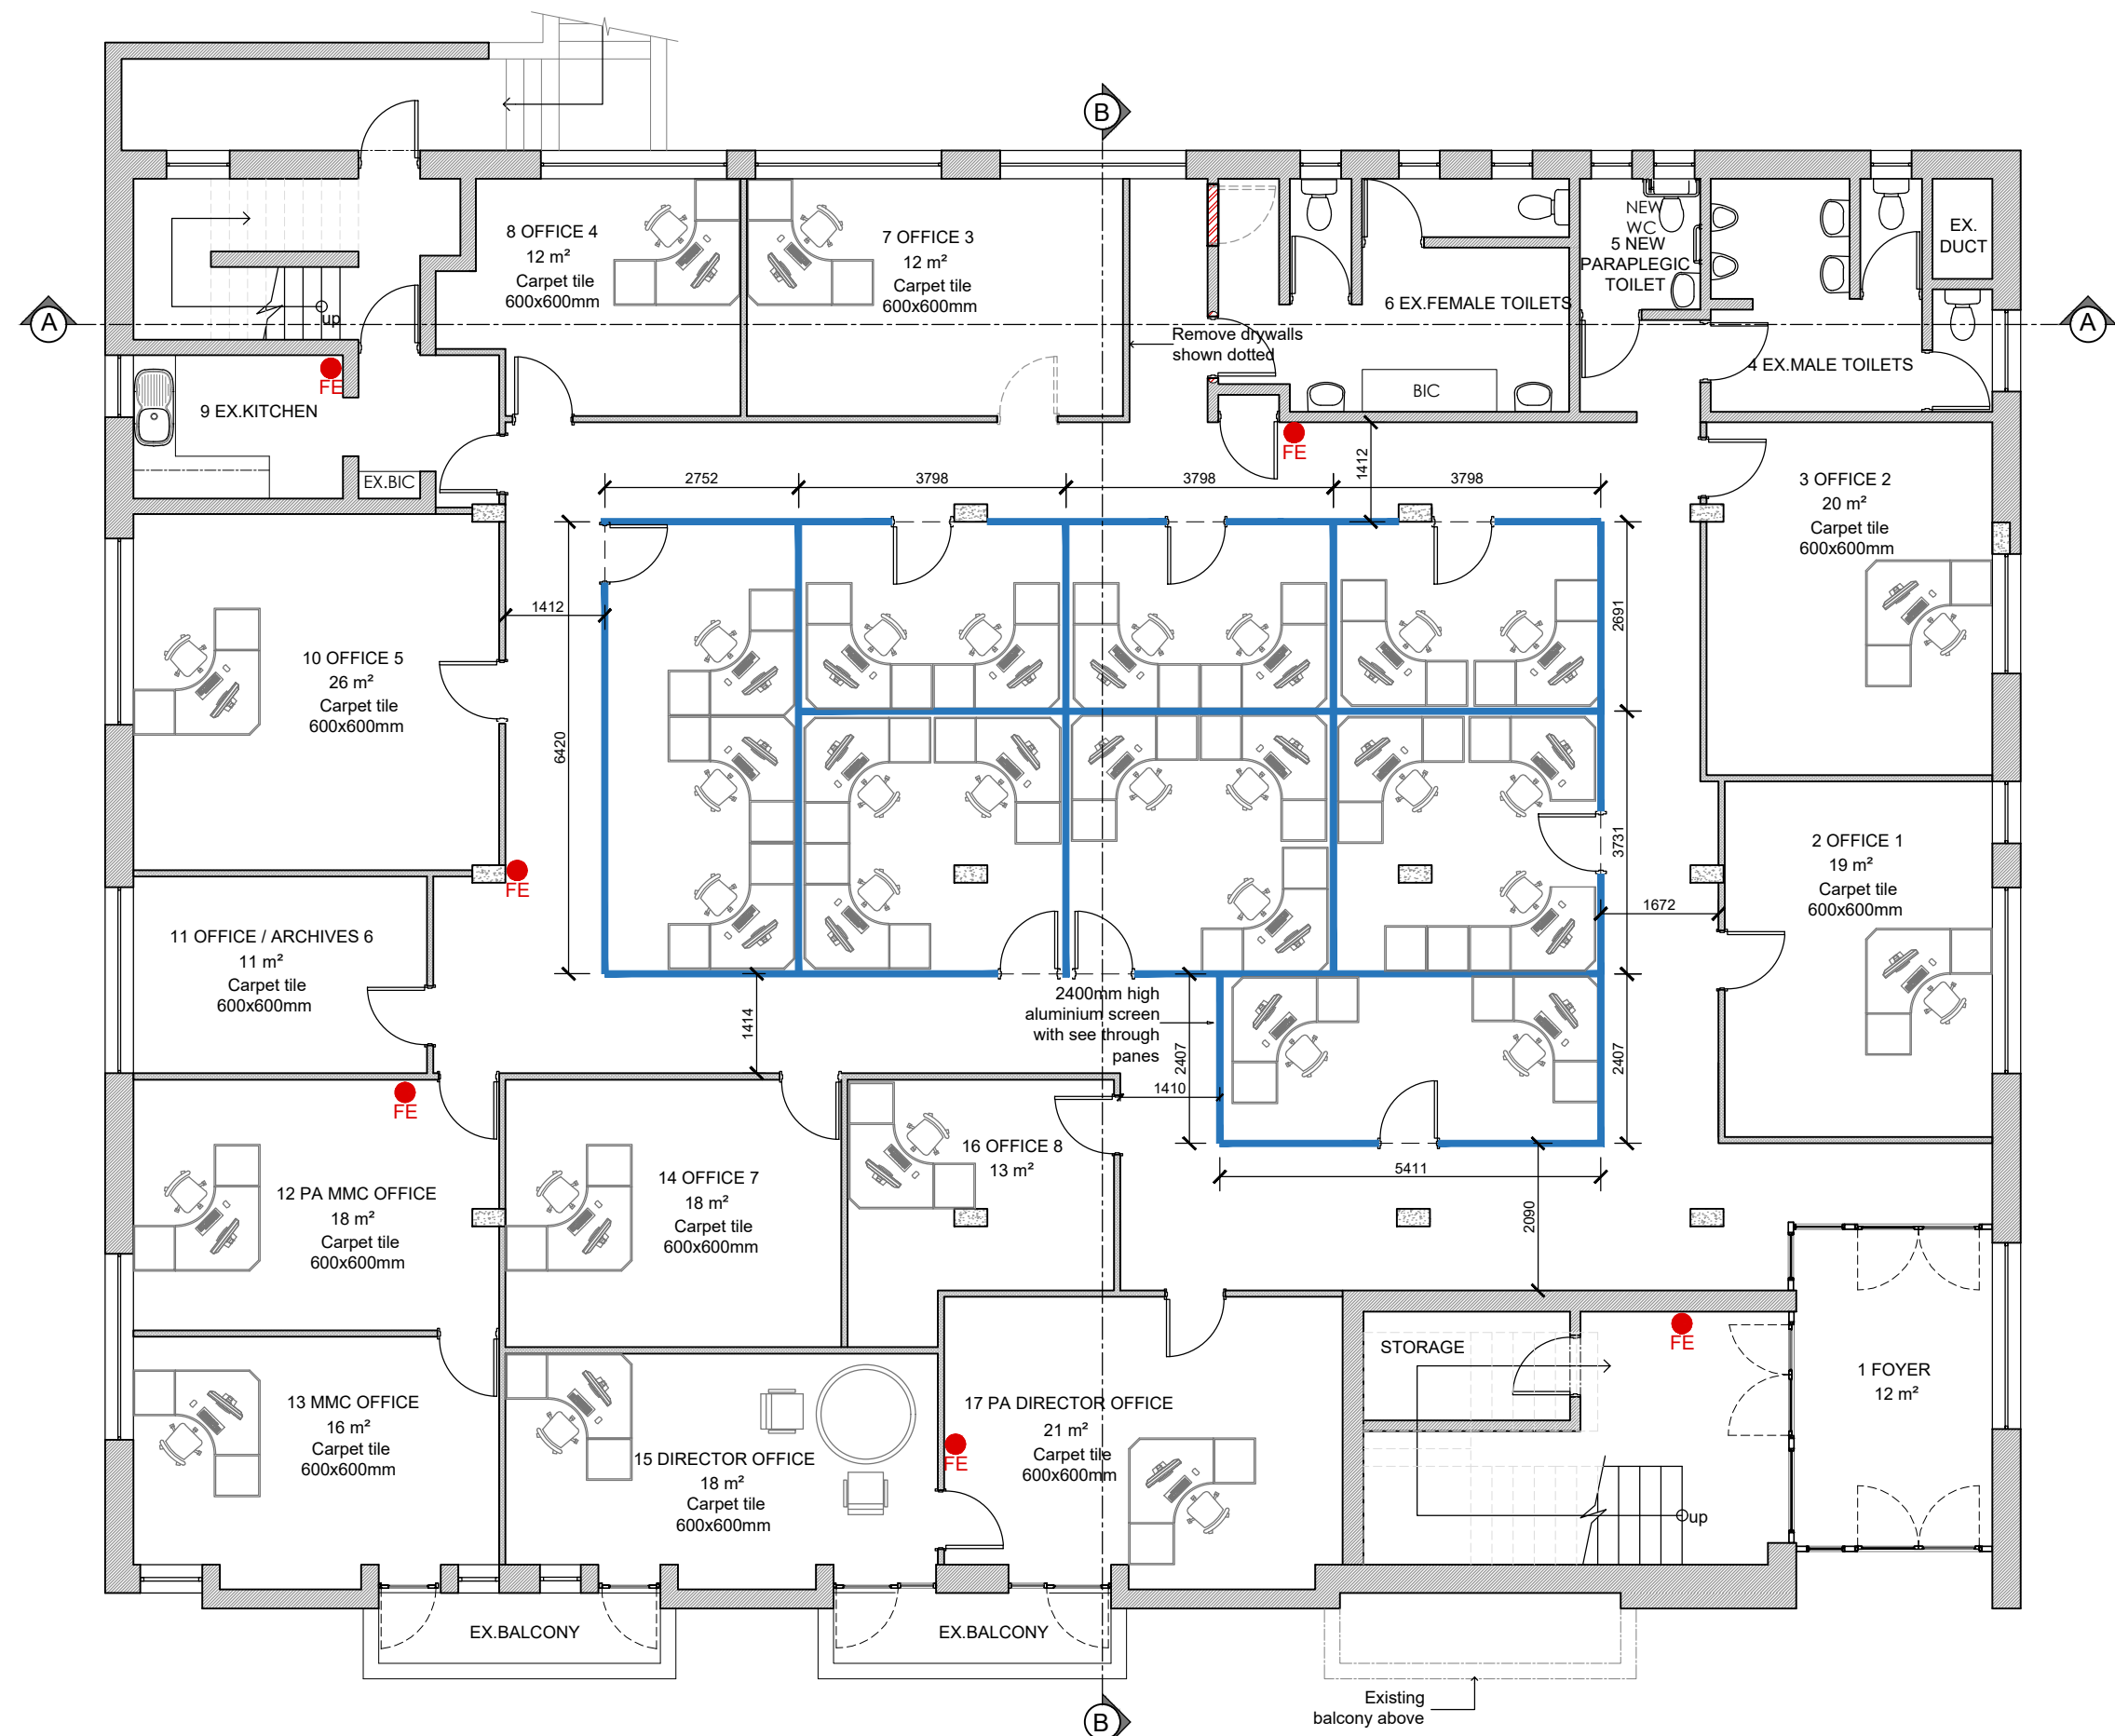 B
8 OFFICE 4
12 m²
Carpet tile
600x600mm
7 OFFICE 3
12 m²
Carpet tile
600x600mm
NEW
WC
5 NEW
PARAPLEGIC
TOILET
EX.
DUCT
6 EX.FEMALE TOILETS
A
up
A
Remove drywalls
shown dotted
4 EX.MALE TOILETS
FE
9 EX.KITCHEN
BIC
FE
EX.BIC
1412
2752
3798
3798
3798
3 OFFICE 2
20 m²
Carpet tile
600x600mm
1412
2691
10 OFFICE 5
26 m²
Carpet tile
600x600mm
6420
3731
2 OFFICE 1
19 m²
Carpet tile
600x600mm
FE
1672
11 OFFICE / ARCHIVES 6
11 m²
Carpet tile
600x600mm
2400mm high
aluminium screen
with see through
panes
1414
2407
2407
1410
FE
12 PA MMC OFFICE
18 m²
Carpet tile
600x600mm
14 OFFICE 7
18 m²
Carpet tile
600x600mm
16 OFFICE 8
13 m²
5411
2090
FE
STORAGE
1 FOYER
12 m²
13 MMC OFFICE
16 m²
Carpet tile
600x600mm
15 DIRECTOR OFFICE
18 m²
Carpet tile
600x600mm
17 PA DIRECTOR OFFICE
21 m²
Carpet tile
600x600mm
FE
up
EX.BALCONY
EX.BALCONY
Existing
balcony above
B